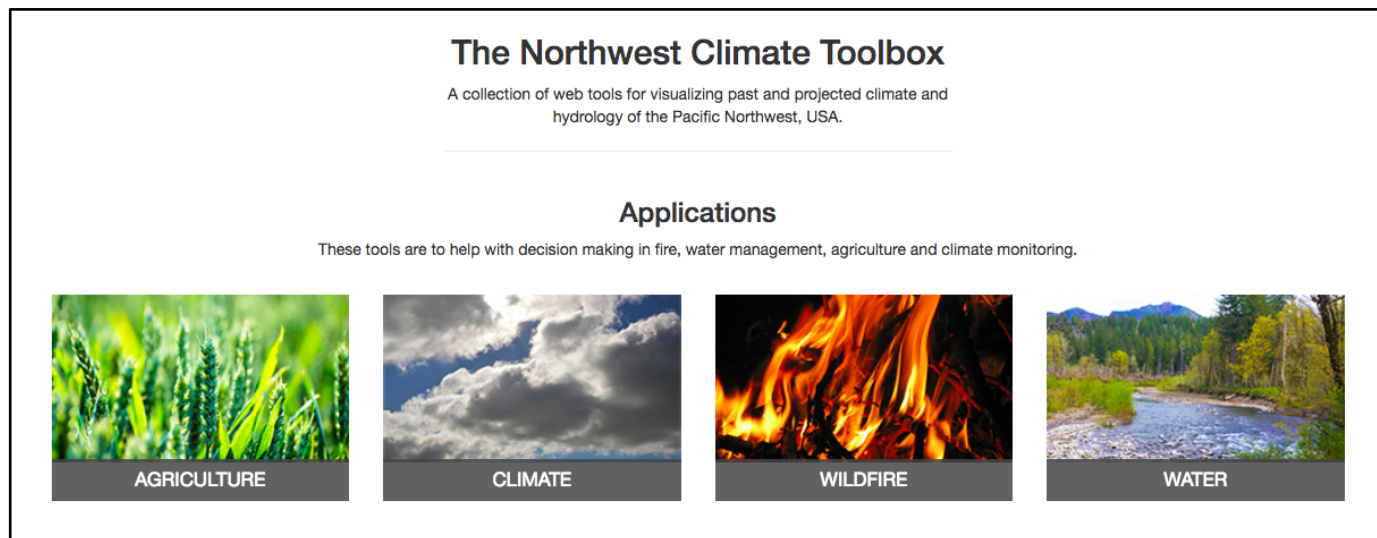 The Northwest Climate Toolbox
A collection of web tools for visualizing past and projected climate and
hydrology of the Pacific Northwest, USA.
Applications
These tools are to help with decision making in fire, water management, agriculture and climate monitoring.
AGRICULTURE
CLIMATE
WILDFIRE
WATER